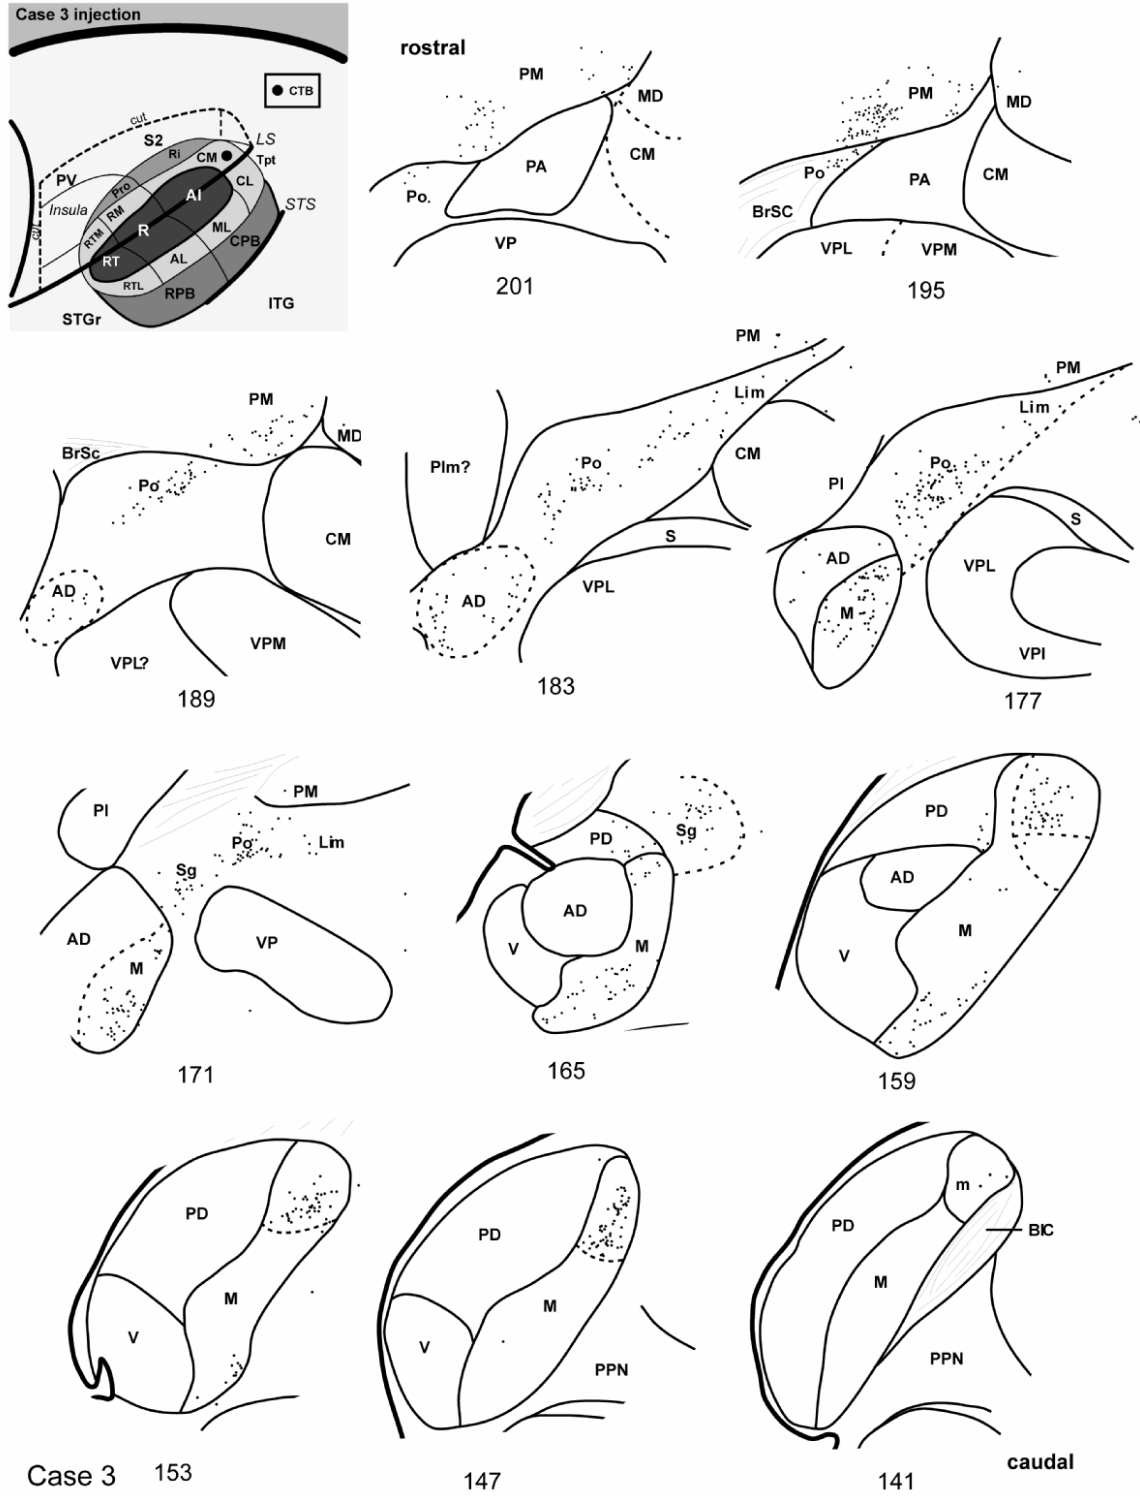 Case 3 injection
CTB
cut
LS
S2
Ri
CM
Tpt
PV
Pro
AI
CL
Insula
RM
STS
cut
RTM
R
ML
CPB
RT
AL
RTL
RPB
ITG
STGr
rostral
PM
MD
CM
PA
Po.
VP
201
PM
MD
Po
PA
CM
BrSC
VPL
VPM
195
PM
MD
BrSc
Po
CM
AD
VPM
VPL?
189
PM
Lim
CM
Plm?
Po
S
AD
VPL
183
PM
Lim
Po
PI
S
AD
VPL
M
VPI
177
PI
PM
Po
Lim
Sg
AD
VP
M
171
PD
Sg
AD
V
M
165
PD
AD
V
M
159
PD
M
V
153
PD
M
V
PPN
147
m
PD
BIC
M
PPN
141
caudal
Case 3